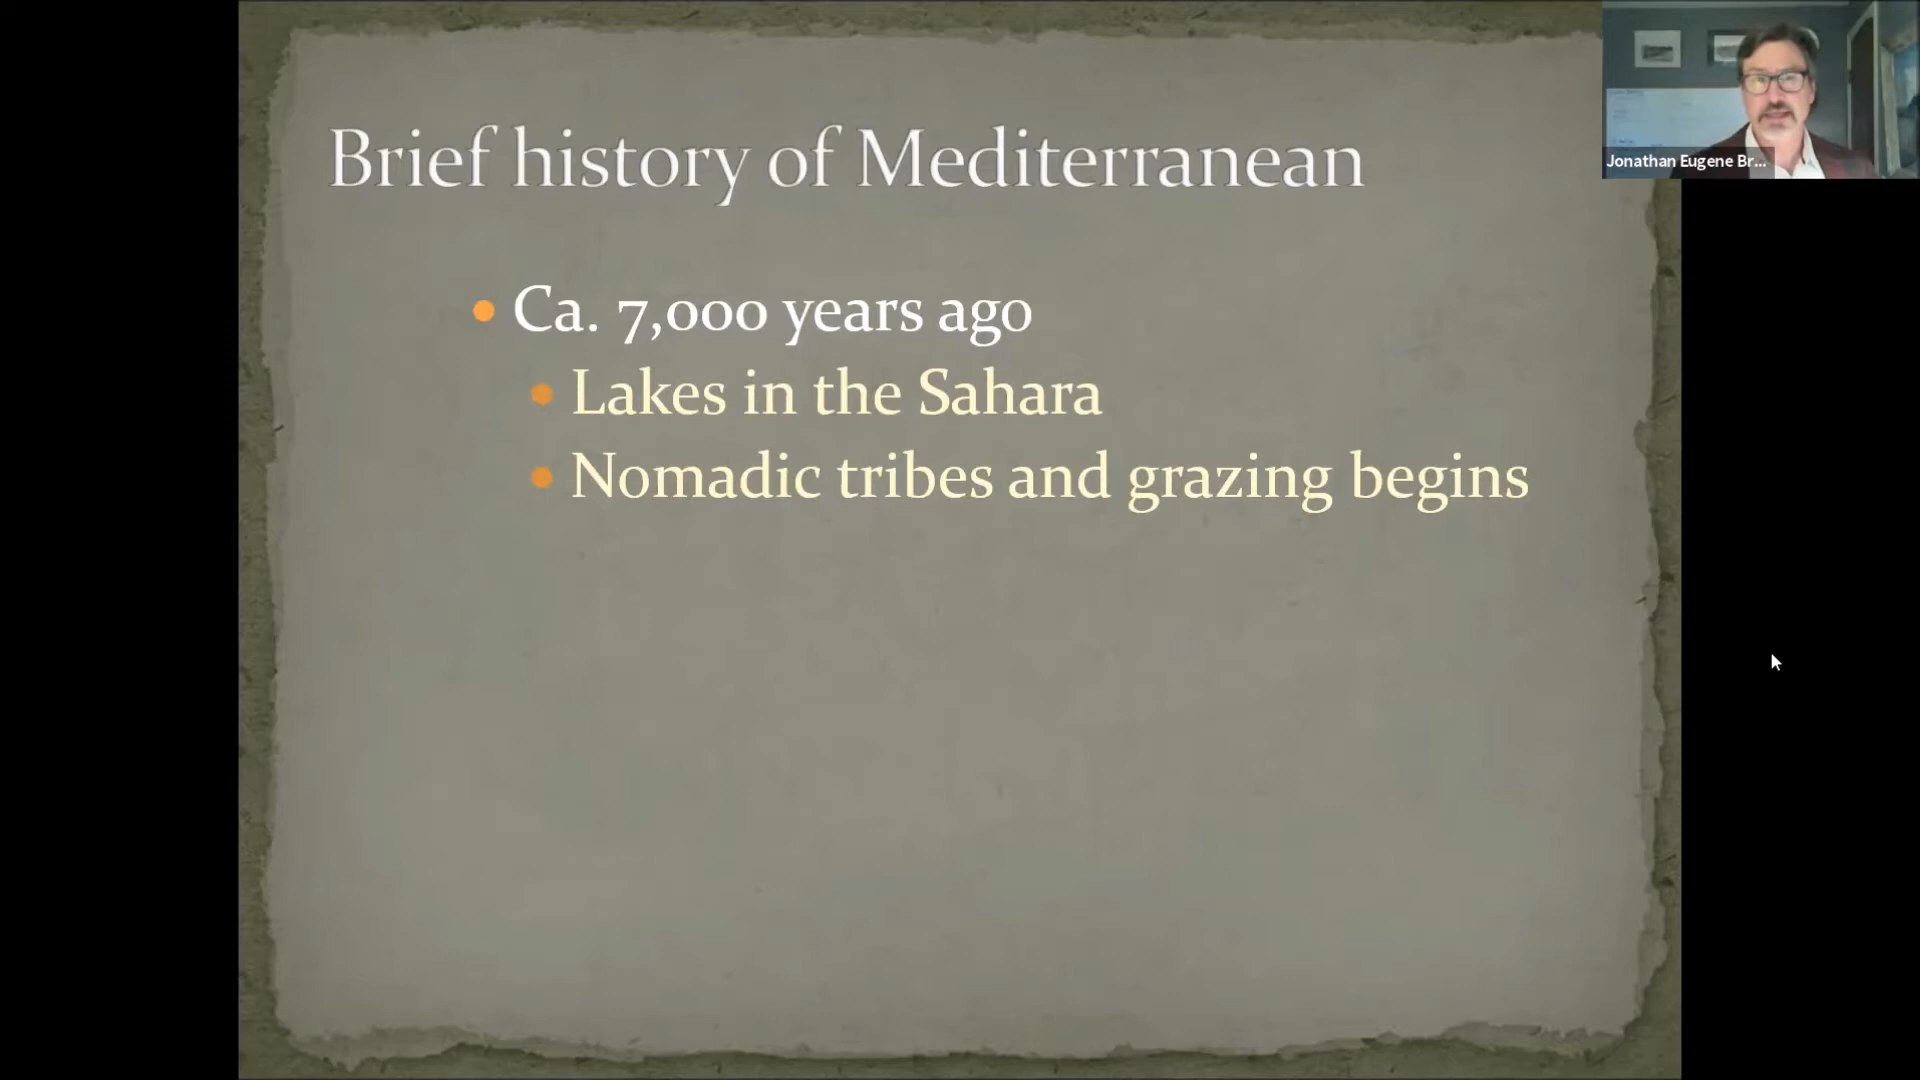 Brief history of Mediterranean
Jonathan Eugene Br...
Ca. 7,000 years ago
Lakes in the Sahara
Nomadic tribes and grazing begins